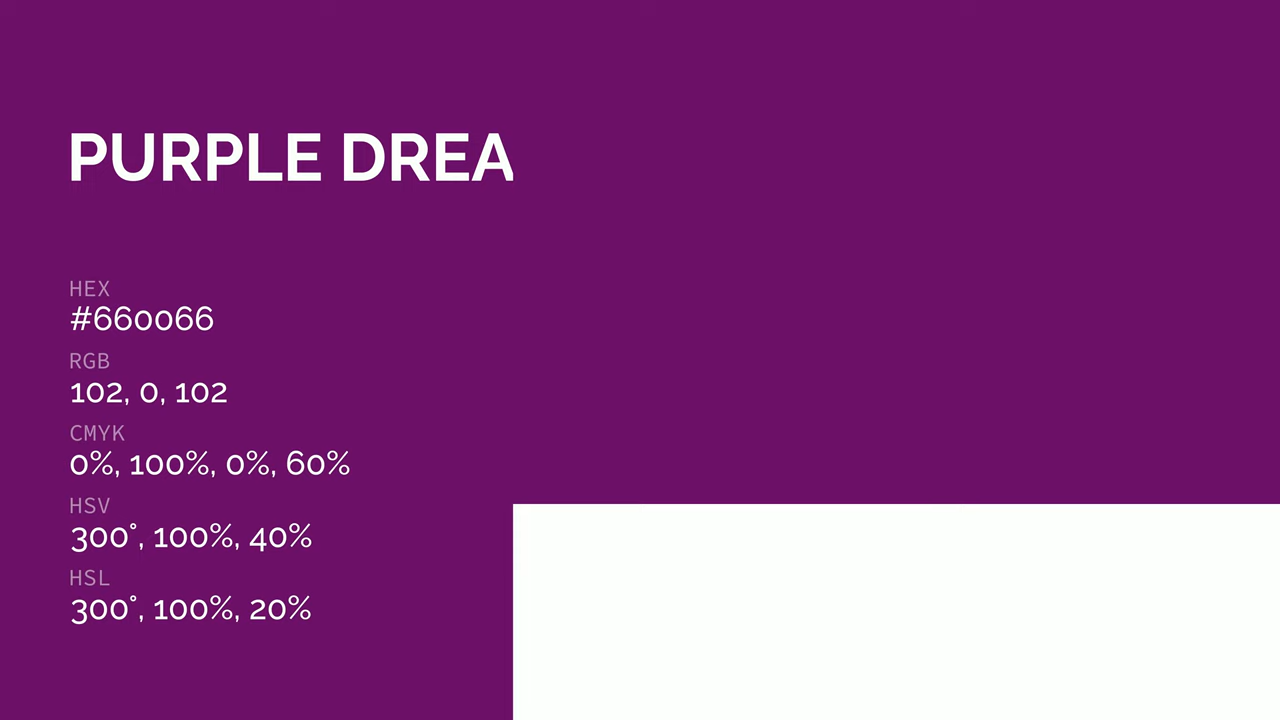 PURPLE DREA
HEX
#660066
RGB
102, 0, 102
CMYK
0%, 100%, 0%, 60%
HSV
300°, 100%, 40%
HSL
300°, 100%, 20%